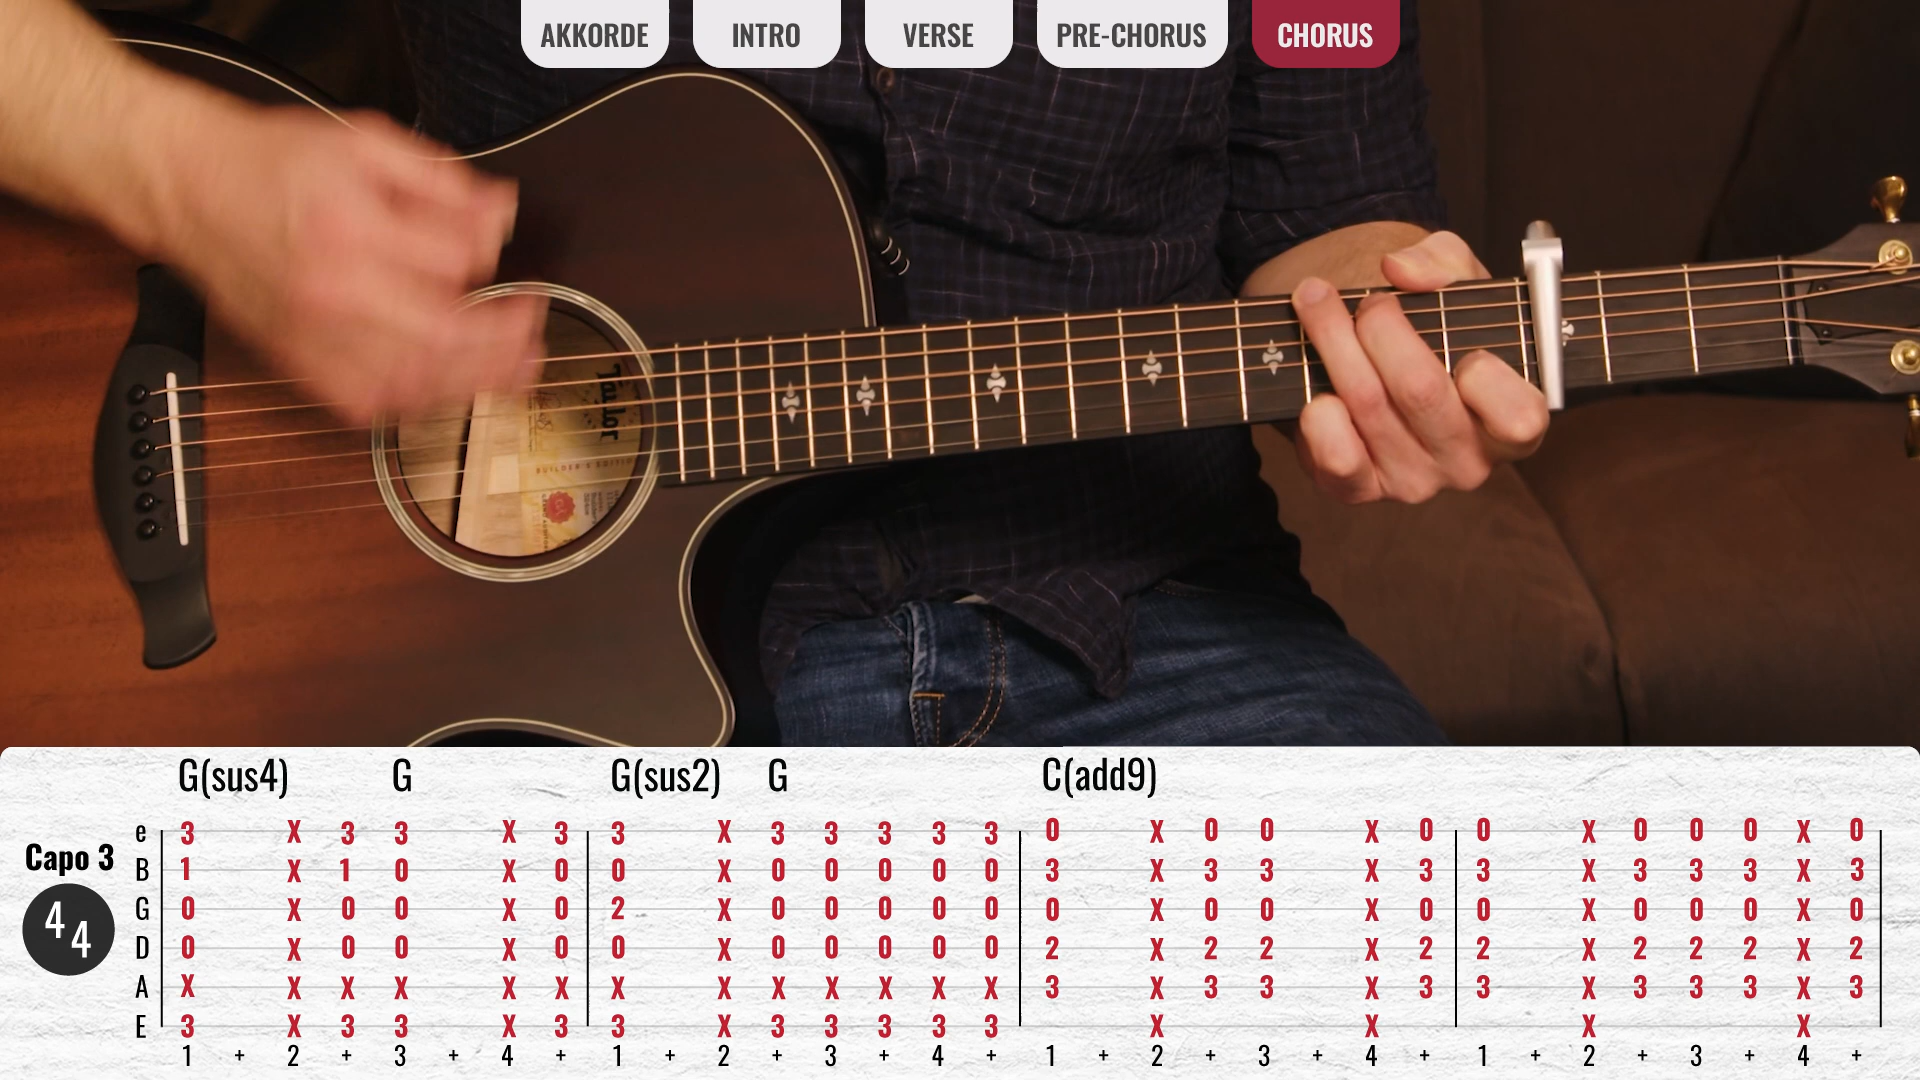 AKKORDE INTRO VERSE PRE-CHORUS CHORUS
Taylor
BUILDER'S EDITION
G(sus4) G G(sus2) G C(add9)
Capo 3
4 4
e 3 X 3 3 X 3 3 X 3 3 3 3 3 0 X 0 0 X 0 0 X 0 0 0 X 0
B 1 X 1 0 X 0 0 X 0 0 0 0 0 3 X 3 3 X 3 3 X 3 3 3 X 3
G 0 X 0 0 X 0 2 X 0 0 0 0 0 0 X 0 0 X 0 0 X 0 0 0 X 0
D 0 X 0 0 X 0 0 X 0 0 0 0 0 2 X 2 2 X 2 2 X 2 2 2 X 2
A X X X X X X X X X X X X X 3 X 3 3 X 3 3 X 3 3 3 X 3
E 3 X 3 3 X 3 3 X 3 3 3 3 3 X X X X
1 + 2 + 3 + 4 + 1 + 2 + 3 + 4 + 1 + 2 + 3 + 4 + 1 + 2 + 3 + 4 +